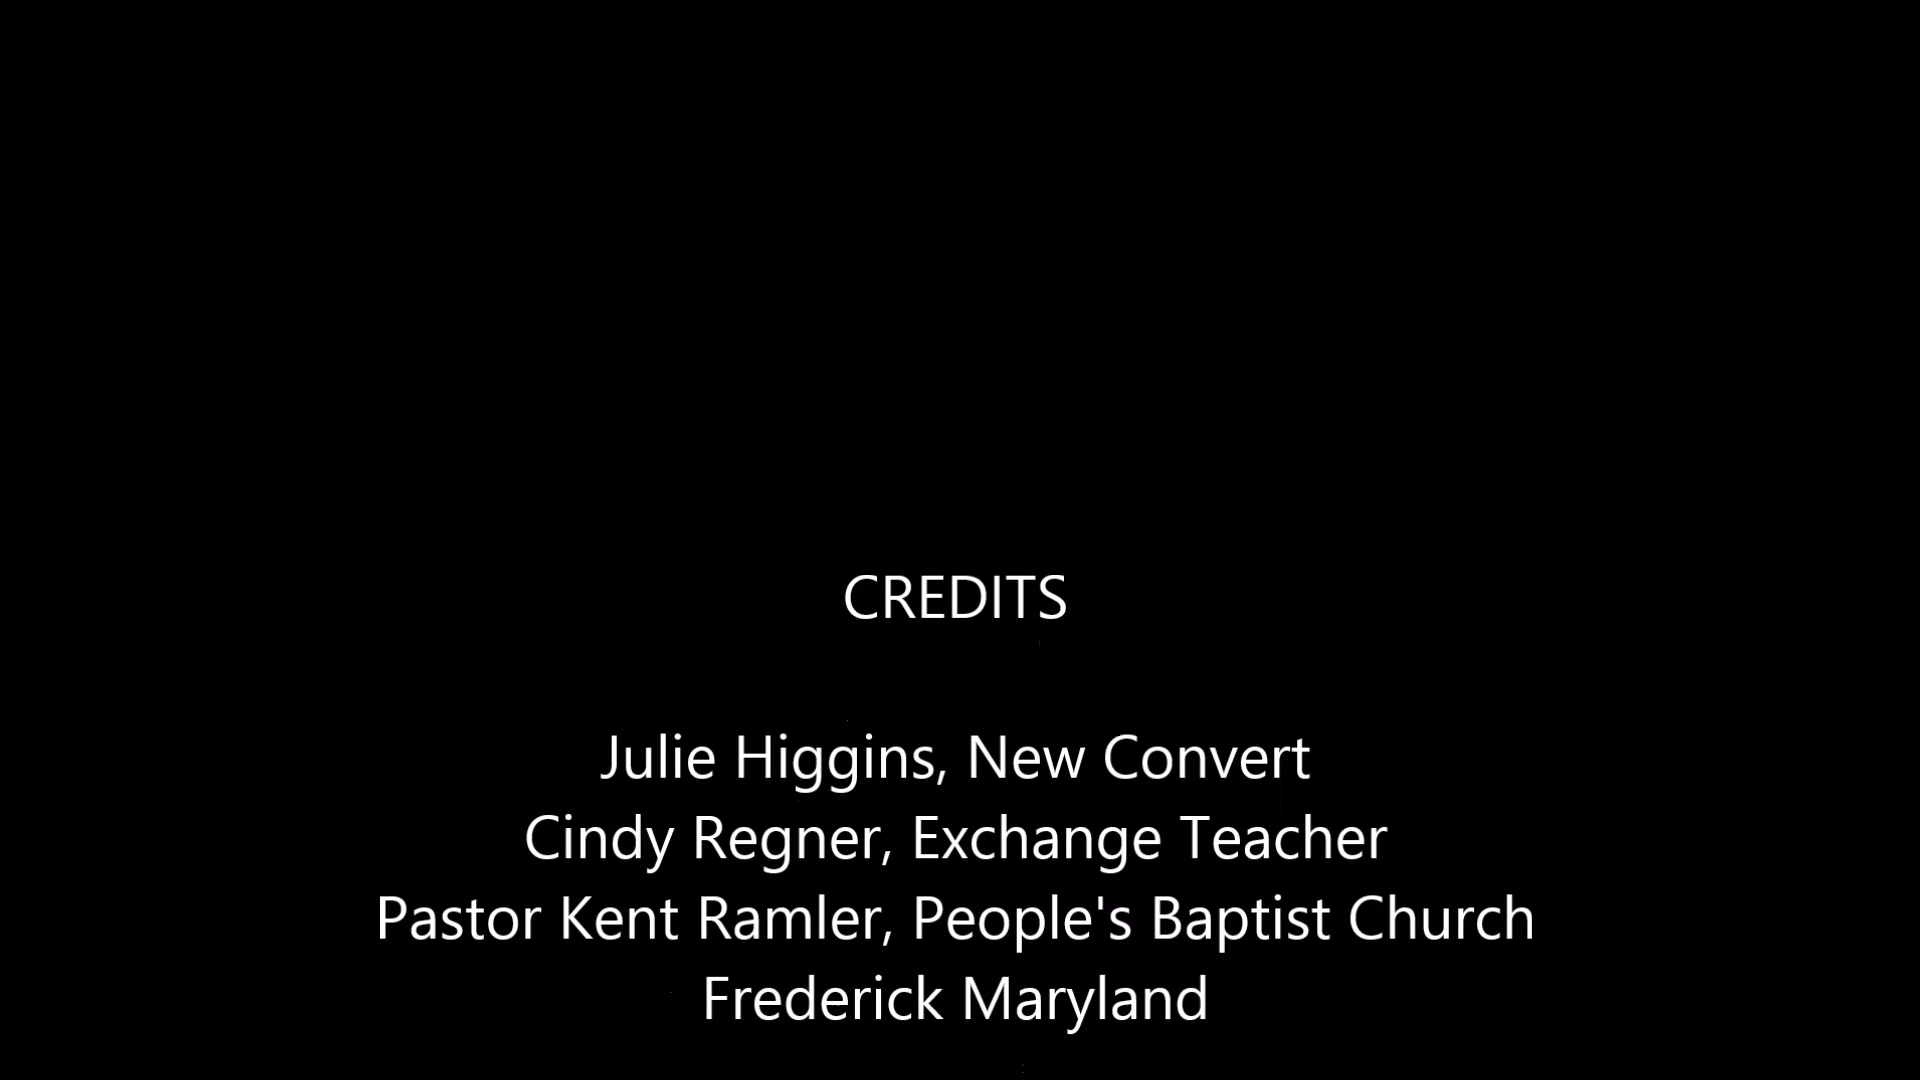 CREDITS
Julie Higgins, New Convert
Cindy Regner, Exchange Teacher
Pastor Kent Ramler, People's Baptist Church
Frederick Maryland